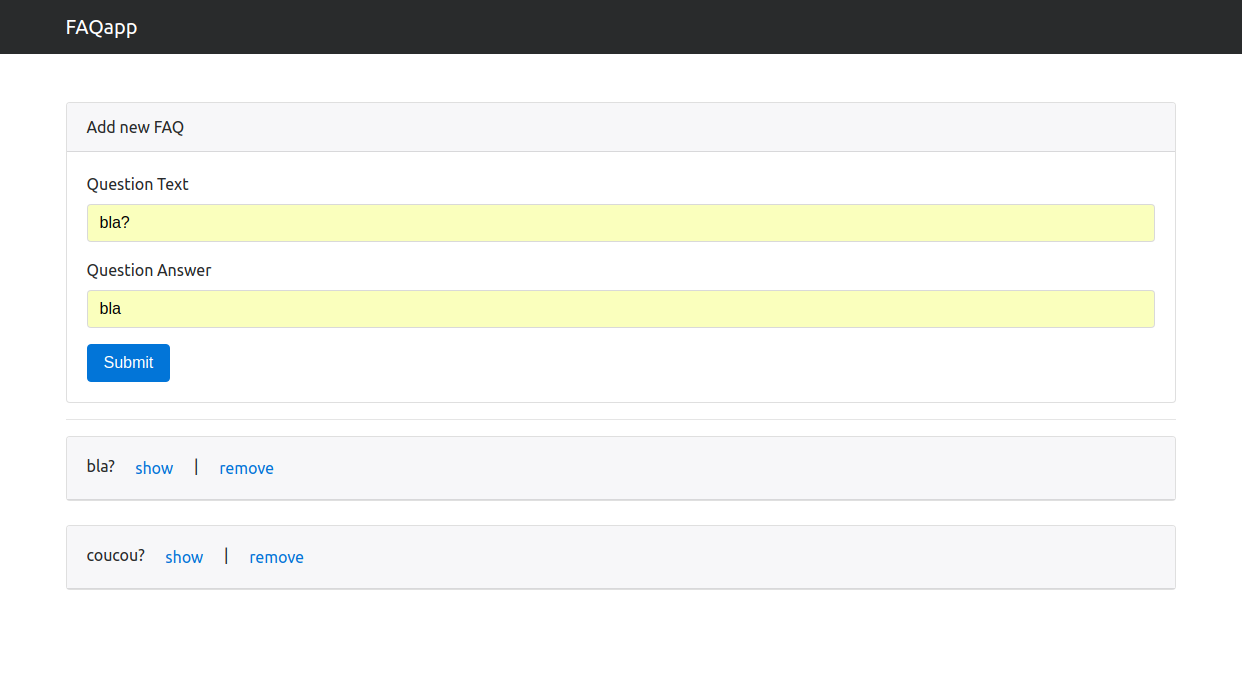 FAQapp
Add new FAQ
Question Text
bla?
Question Answer
bla
Submit
bla? show | remove
coucou? show | remove